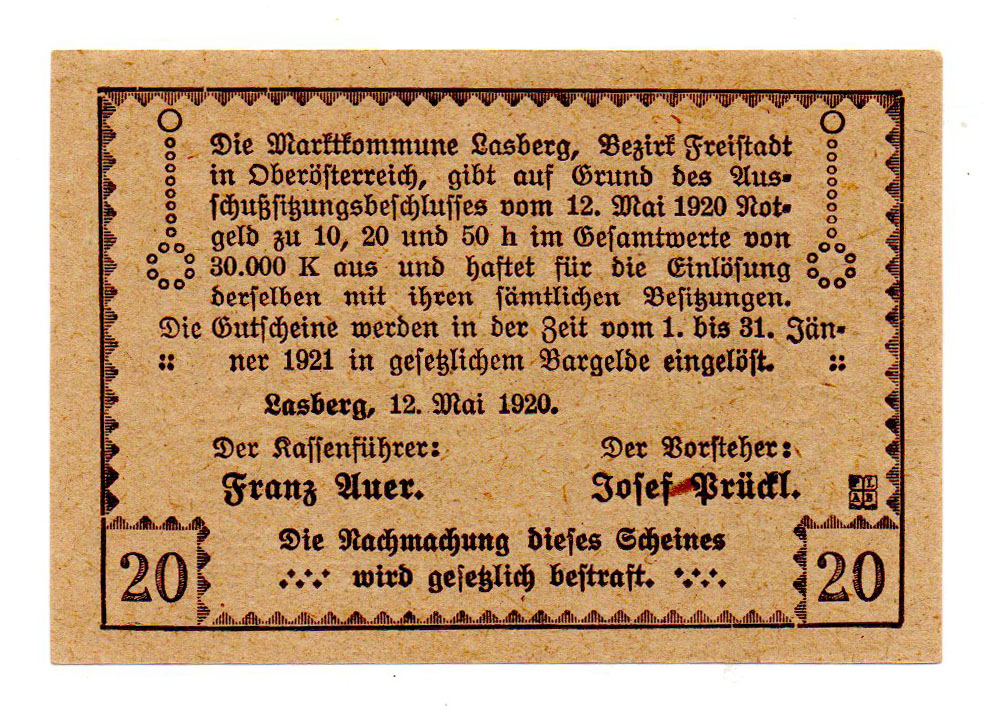 Die Marktkommune Lasberg, Bezirk Freistadt
in Oberösterreich, gibt auf Grund des Aus-
schußsitzungsbeschlusses vom 12. Mai 1920 Not-
geld zu 10, 20 und 50 h im Gesamtwerte von
30.000 K aus und haftet für die Einlösung
derselben mit ihren sämtlichen Besitzungen.
Die Gutscheine werden in der Zeit vom 1. bis 31. Jän-
:: ner 1921 in gesetzlichem Bargelde eingelöst. ::
Lasberg, 12. Mai 1920.
Der Kassenführer: Der Vorsteher:
Franz Auer. Josef Prückl.
Die Nachmachung dieses Scheines
wird gesetzlich bestraft.
20 20